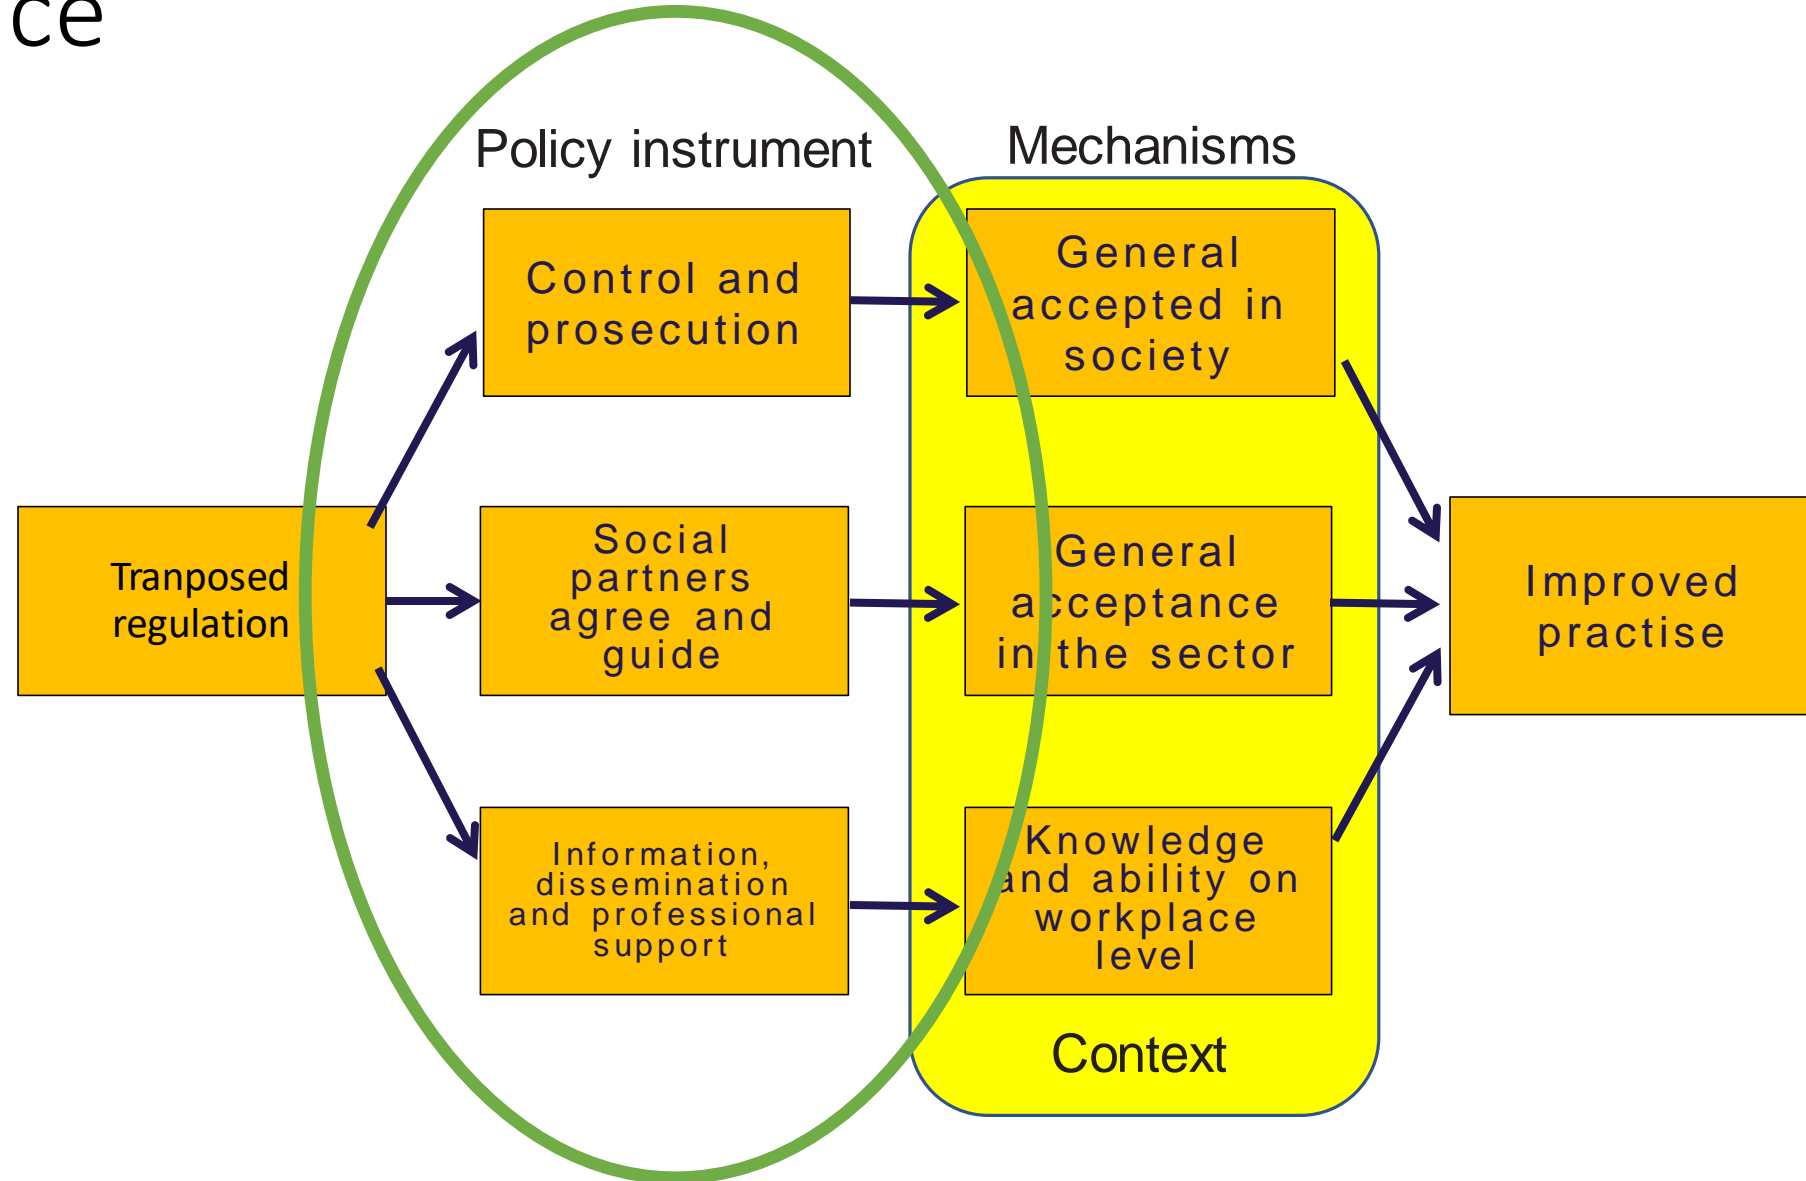 ce
Policy instrument
Mechanisms
Control and
prosecution
General
accepted in
society
Tranposed
regulation
Social
partners
agree and
guide
General
acceptance
in the sector
Improved
practise
Information,
dissemination
and professional
support
Knowledge
and ability on
workplace
level
Context